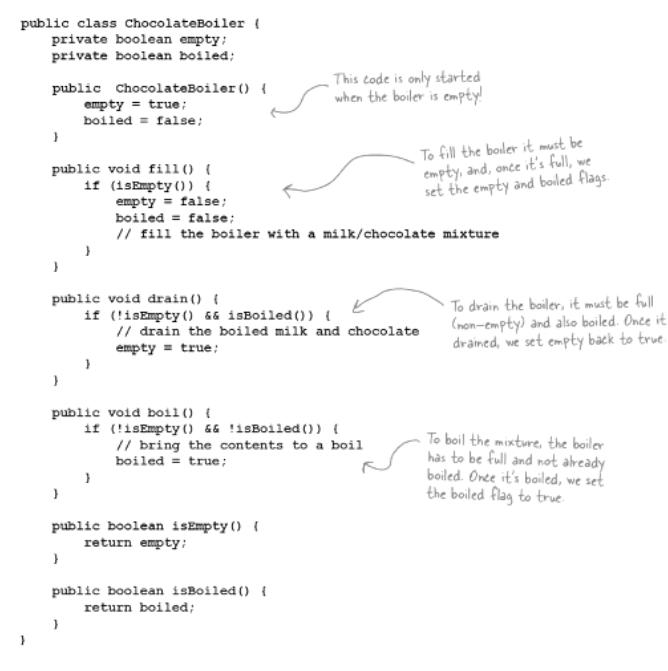 public class ChocolateBoiler {
    private boolean empty;
    private boolean boiled;

    public  ChocolateBoiler() {
        empty = true;
        boiled = false;
    }
This code is only started
when the boiler is empty!

    public void fill() {
        if (isEmpty()) {
            empty = false;
            boiled = false;
            // fill the boiler with a milk/chocolate mixture
        }
    }
To fill the boiler it must be
empty, and, once it's full, we
set the empty and boiled flags.

    public void drain() {
        if (!isEmpty() && isBoiled()) {
            // drain the boiled milk and chocolate
            empty = true;
        }
    }
To drain the boiler, it must be full
(non-empty) and also boiled. Once it
drained, we set empty back to true.

    public void boil() {
        if (!isEmpty() && !isBoiled()) {
            // bring the contents to a boil
            boiled = true;
        }
    }
To boil the mixture, the boiler
has to be full and not already
boiled. Once it's boiled, we set
the boiled flag to true.

    public boolean isEmpty() {
        return empty;
    }

    public boolean isBoiled() {
        return boiled;
    }
}